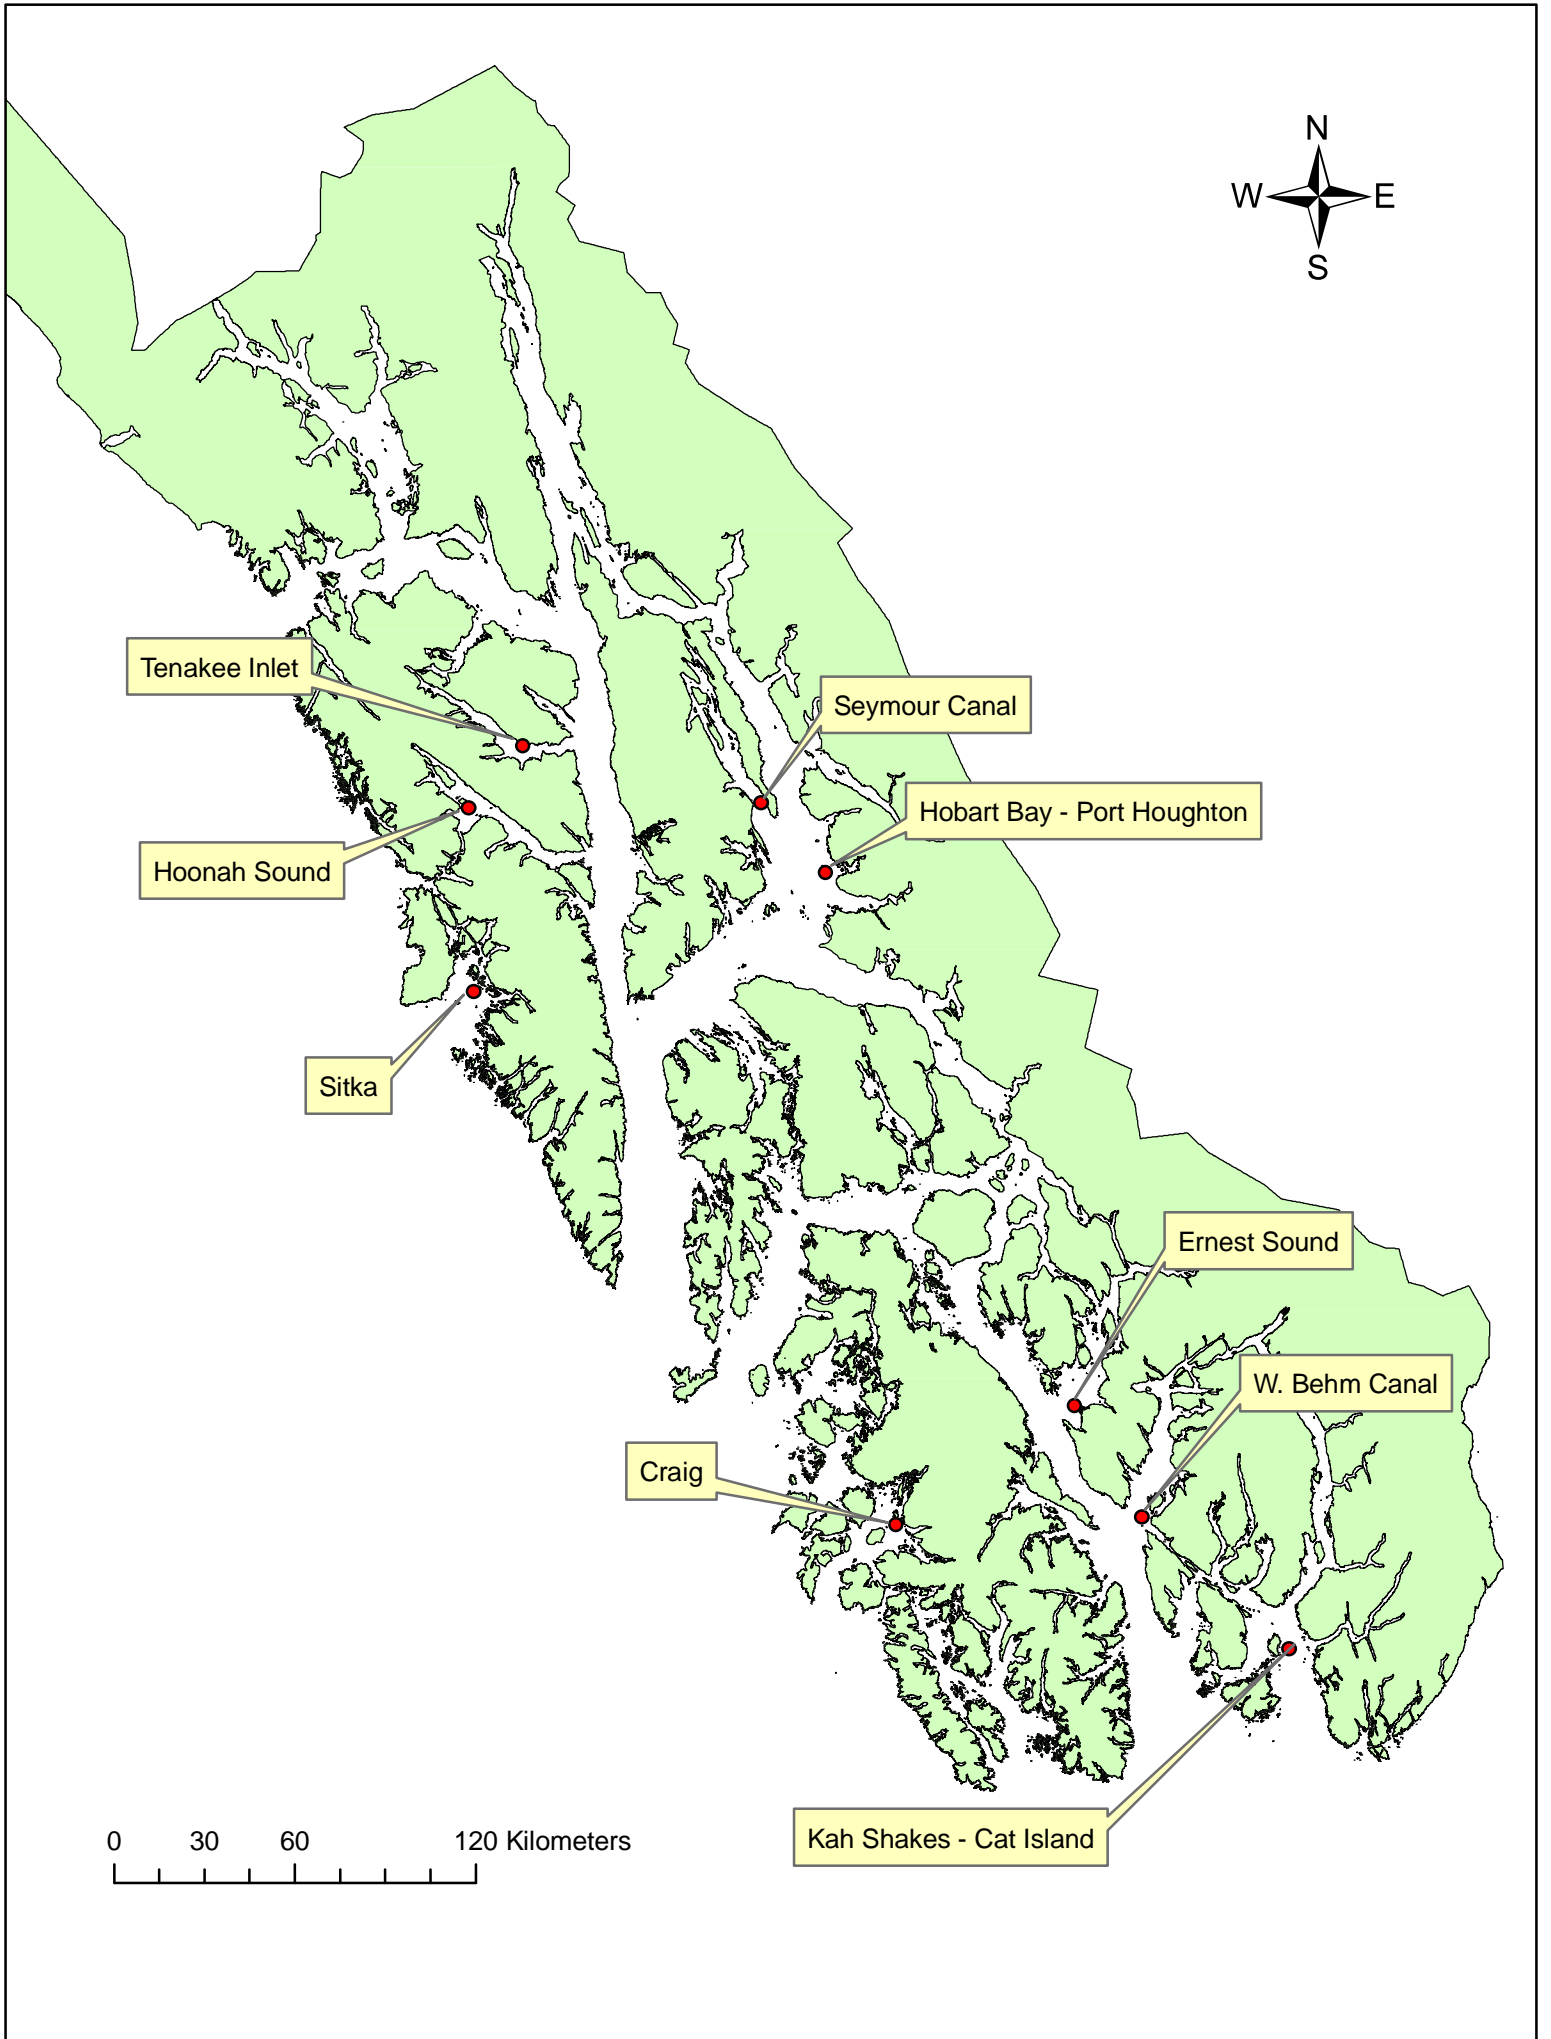 N
W
E
S
Tenakee Inlet
Seymour Canal
Hobart Bay - Port Houghton
Hoonah Sound
Sitka
Ernest Sound
W. Behm Canal
Craig
Kah Shakes - Cat Island
0 30 60 120 Kilometers